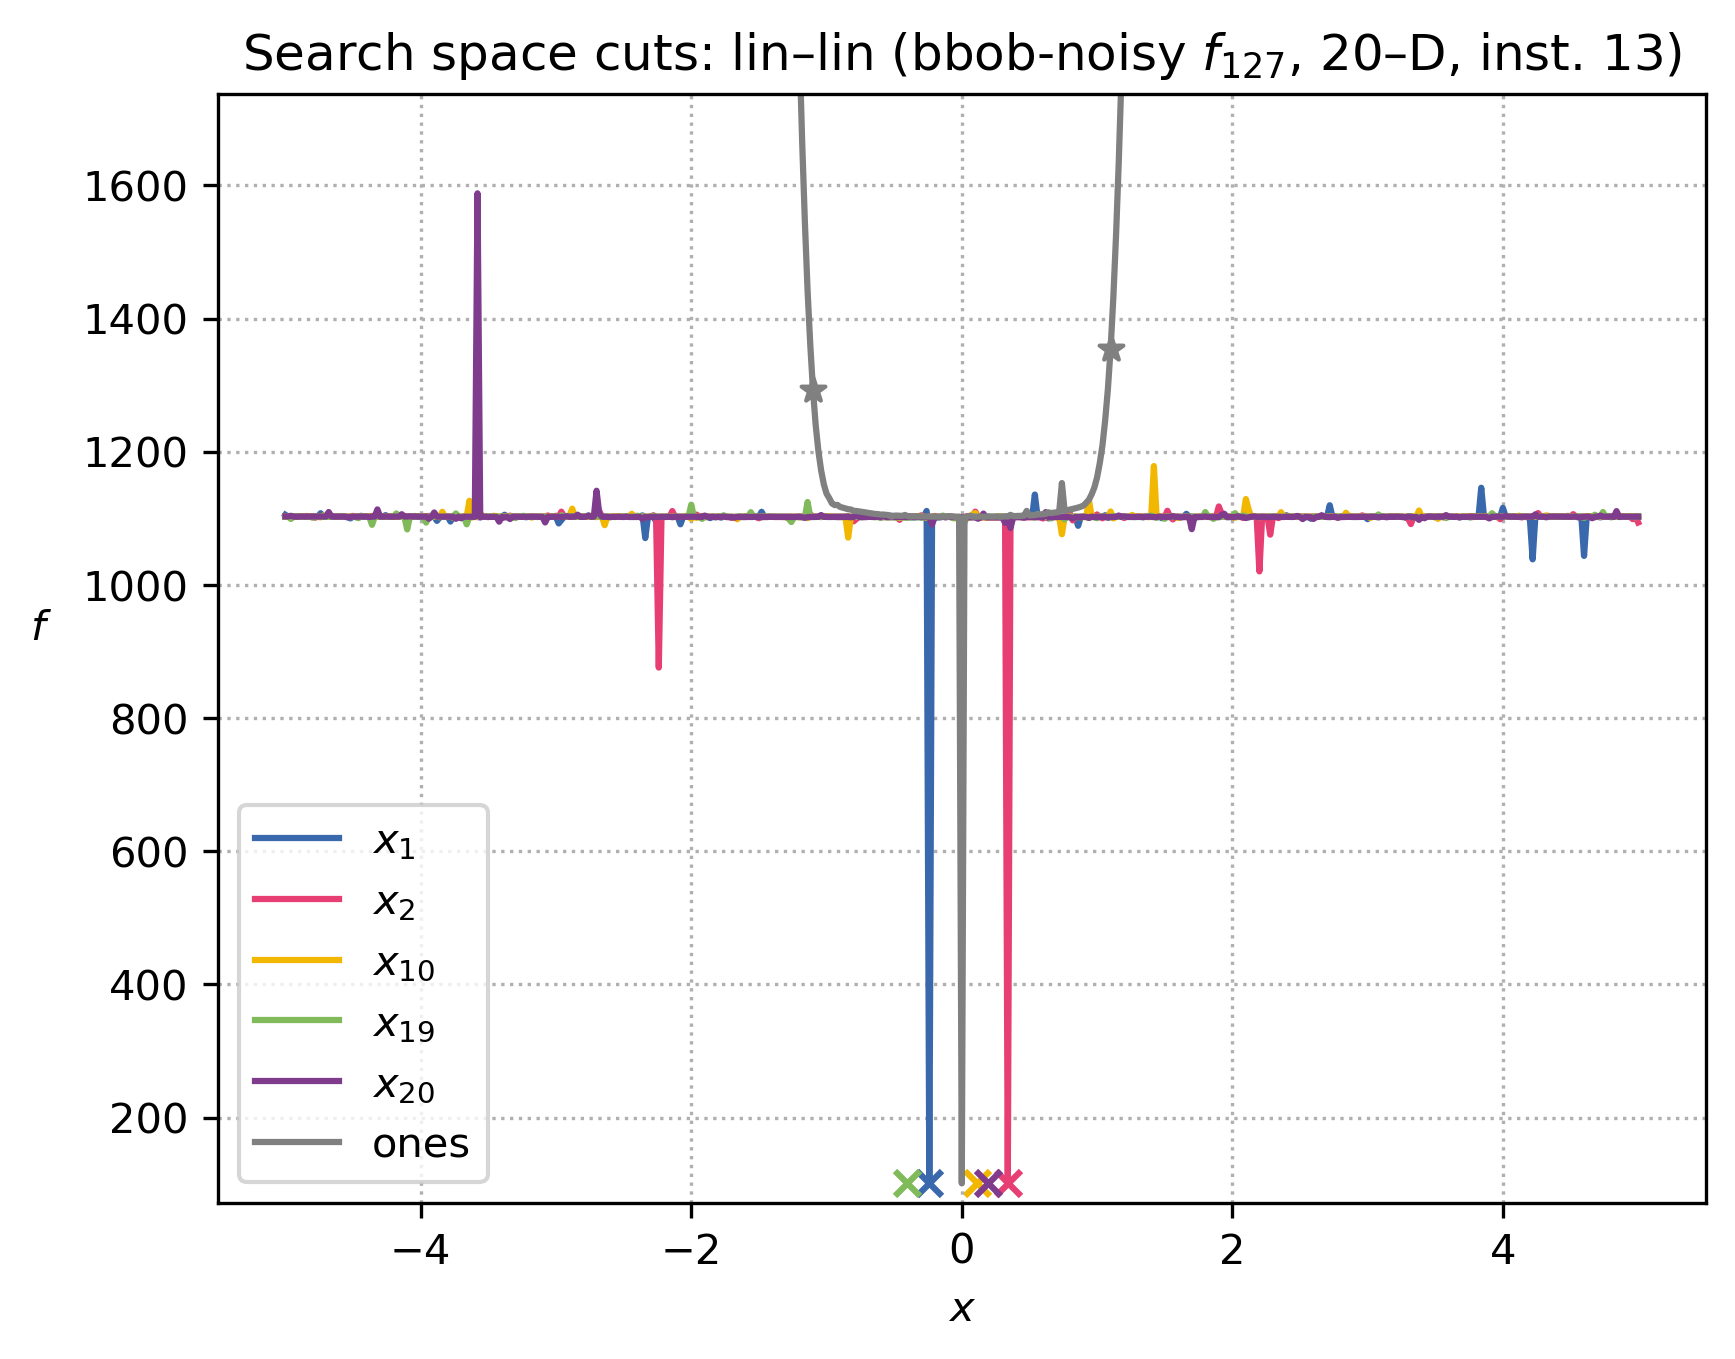 Search space cuts: lin–lin (bbob-noisy f₁₂₇, 20–D, inst. 13)
1600
1400
1200
1000
800
600
400
200
f
x₁
x₂
x₁₀
x₁₉
x₂₀
ones
−4 −2 0 2 4
x